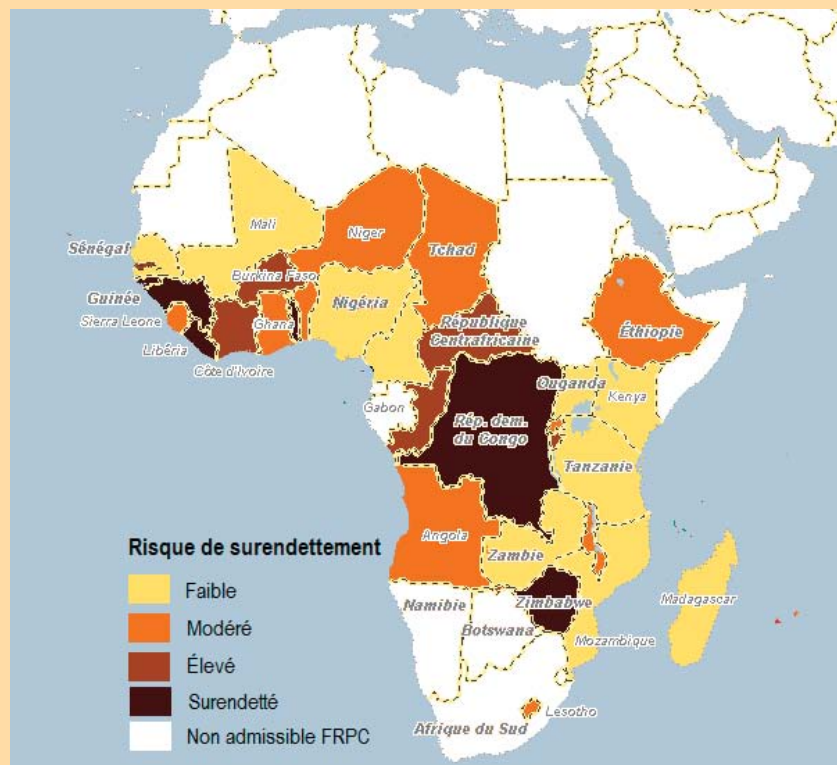 Mali
Niger
Tchad
Sénégal
Burkina Faso
Nigéria
Guinée
Sierra Leone
Ghana
République
Centrafricaine
Éthiopie
Libéria
Côte d'Ivoire
Ouganda
Kenya
Gabon
Rép. dem.
du Congo
Tanzanie
Angola
Zambie
Madagascar
Namibie
Zimbabwe
Botswana
Mozambique
Lesotho
Afrique du Sud
Risque de surendettement
Faible
Modéré
Élevé
Surendetté
Non admissible FRPC